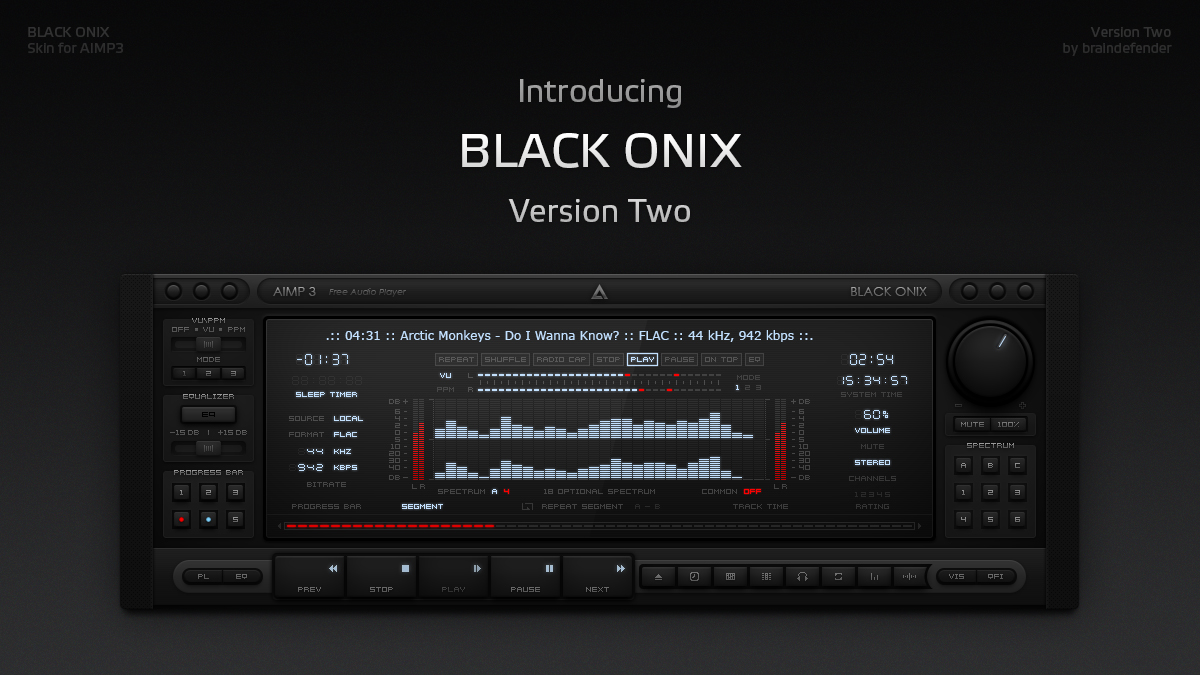 BLACK ONIX
Skin for AIMP3
Version Two
by braindefender
Introducing
BLACK ONIX
Version Two
AIMP 3 Free Audio Player
BLACK ONIX
VU\PPM
OFF VU PPM
MODE
1 2 3
EQUALIZER
EQ
-15 DB | +15 DB
PROGRESS BAR
1 2 3
5
.:: 04:31 :: Arctic Monkeys - Do I Wanna Know? :: FLAC :: 44 kHz, 942 kbps ::.
-01:37
SLEEP TIMER
REPEAT SHUFFLE RADIO CAP STOP PLAY PAUSE ON TOP EQ
VU L
PPM R
MODE
1 2 3
02:54
15:34:57
SYSTEM TIME
SOURCE LOCAL
FORMAT FLAC
44 KHZ
942 KBPS
BITRATE
DB +
6
4
2
0
5
10
20
30
40
DB -
L R
+ DB
6
4
2
0
5
10
20
30
40
- DB
L R
60%
VOLUME
MUTE
STEREO
CHANNELS
1 2 3 4 5
RATING
SPECTRUM A 4
18 OPTIONAL SPECTRUM
COMMON OFF
PROGRESS BAR
SEGMENT
REPEAT SEGMENT A - B
TRACK TIME
- +
MUTE 100%
SPECTRUM
A B C
1 2 3
4 5 6
PL EQ
PREV
STOP
PLAY
PAUSE
NEXT
VIS OFI